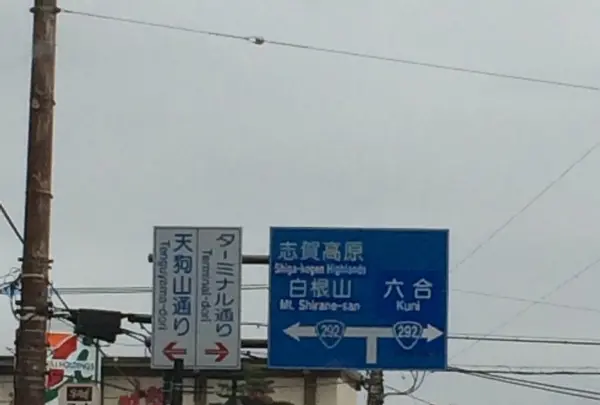 天狗山通り
Tenguyama-dori
ターミナル通り
Terminal-dori
志賀高原
Shiga-kogen Highlands
白根山
Mt. Shirane-san
六合
Kuni
292
292